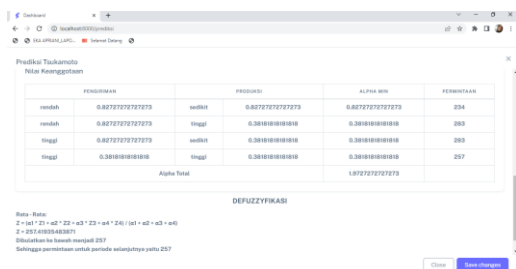 Dashboard
localhost:8000/prediksi
EKA APRIANI_LAPO... Selamat Datang
Prediksi Tsukamoto
Nilai Keanggotaan
PENGIRIMAN PRODUKSI ALPHA MIN PERMINTAAN
rendah 0.82727272727273 sedikit 0.82727272727273 0.82727272727273 234
rendah 0.82727272727273 tinggi 0.38181818181818 0.38181818181818 283
tinggi 0.82727272727273 sedikit 0.38181818181818 0.38181818181818 283
tinggi 0.38181818181818 tinggi 0.38181818181818 0.38181818181818 257
Alpha Total 1.9727272727273
DEFUZZYFIKASI
Rata - Rata:
Z = (α1 * Z1 + α2 * Z2 + α3 * Z3 + α4 * Z4) / (α1 + α2 + α3 + α4)
Z = 257.41935483871
Dibulatkan ke bawah menjadi 257
Sehingga permintaan untuk periode selanjutnya yaitu 257
Close Save changes